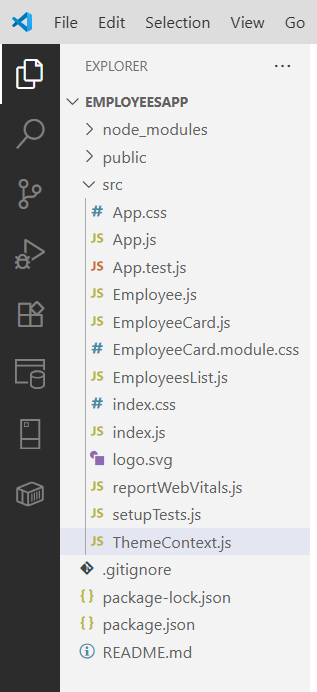 File Edit Selection View Go
EXPLORER ...
EMPLOYEESAPP
node_modules
public
src
# App.css
JS App.js
JS App.test.js
JS Employee.js
JS EmployeeCard.js
# EmployeeCard.module.css
JS EmployeesList.js
# index.css
JS index.js
logo.svg
JS reportWebVitals.js
JS setupTests.js
JS ThemeContext.js
.gitignore
{} package-lock.json
{} package.json
README.md